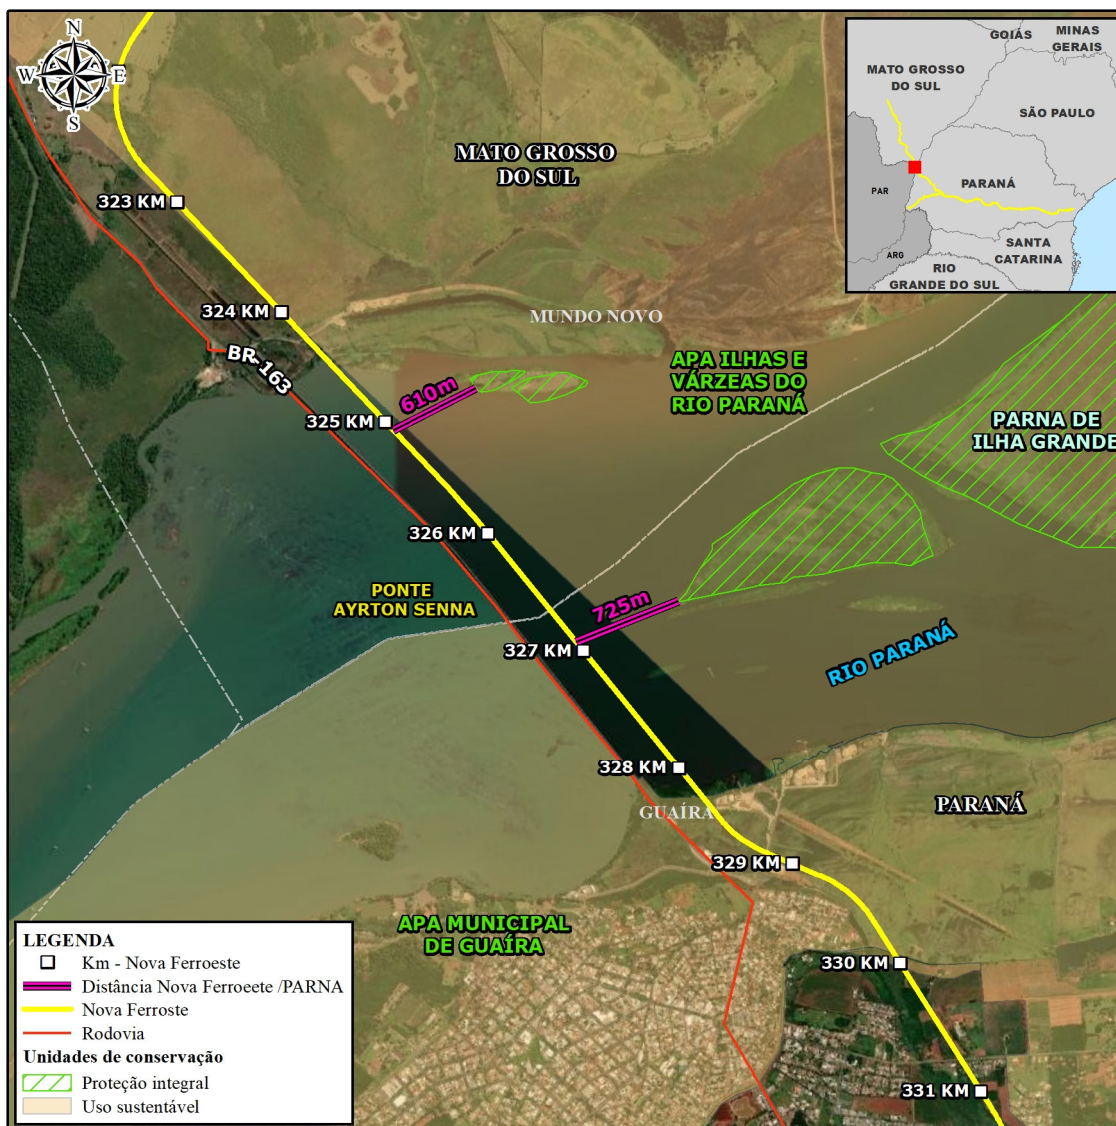 N
W
E
S
MATO GROSSO
DO SUL
323 KM
324 KM
BR-163
MUNDO NOVO
610m
325 KM
APA ILHAS E
VÁRZEAS DO
RIO PARANÁ
PARNA DE
ILHA GRANDE
326 KM
PONTE
AYRTON SENNA
725m
327 KM
RIO PARANÁ
328 KM
GUAÍRA
PARANÁ
329 KM
APA MUNICIPAL
DE GUAÍRA
330 KM
331 KM
GOIÁS
MINAS
GERAIS
MATO GROSSO
DO SUL
SÃO PAULO
PAR
PARANÁ
ARG
SANTA
CATARINA
RIO
GRANDE DO SUL
LEGENDA
Km - Nova Ferroeste
Distância Nova Ferroeete /PARNA
Nova Ferroste
Rodovia
Unidades de conservação
Proteção integral
Uso sustentável